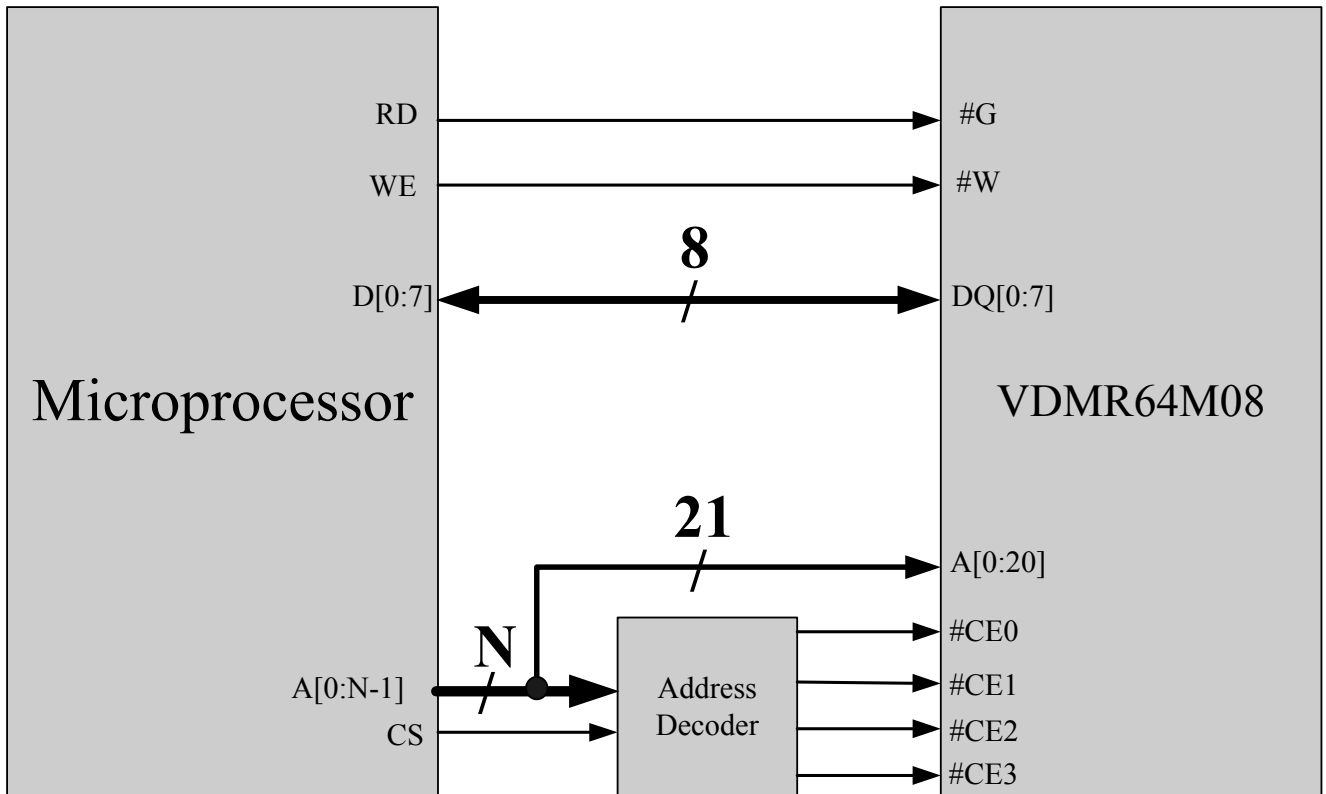 RD
#G
WE
#W
8
D[0:7]
DQ[0:7]
Microprocessor
VDMR64M08
21
A[0:20]
N
#CE0
A[0:N-1]
Address
Decoder
#CE1
CS
#CE2
#CE3